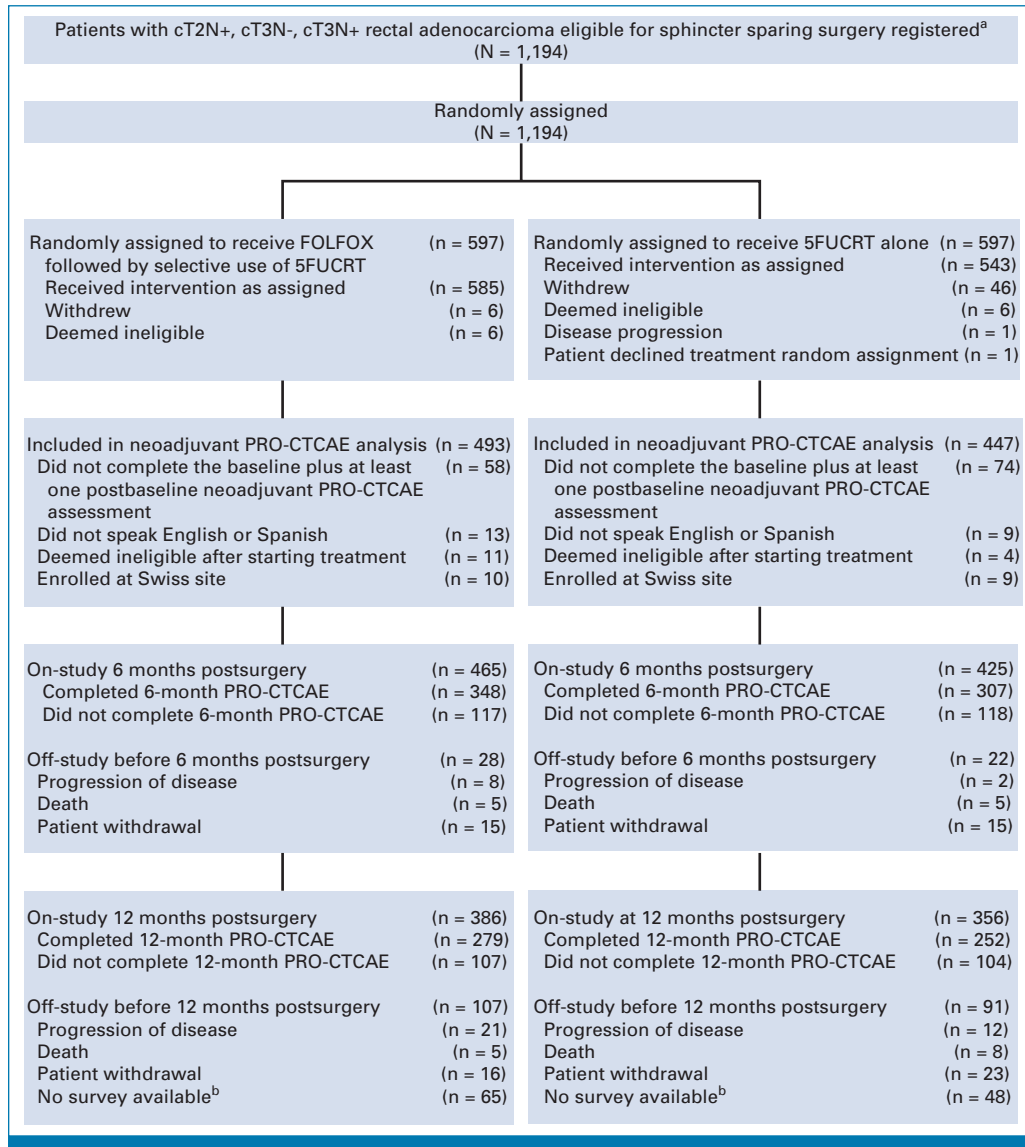 Patients with cT2N+, cT3N-, cT3N+ rectal adenocarcioma eligible for sphincter sparing surgery registeredᵃ
(N = 1,194)
Randomly assigned
(N = 1,194)
Randomly assigned to receive FOLFOX (n = 597)
followed by selective use of 5FUCRT
Received intervention as assigned (n = 585)
Withdrew (n = 6)
Deemed ineligible (n = 6)
Randomly assigned to receive 5FUCRT alone (n = 597)
Received intervention as assigned (n = 543)
Withdrew (n = 46)
Deemed ineligible (n = 6)
Disease progression (n = 1)
Patient declined treatment random assignment (n = 1)
Included in neoadjuvant PRO-CTCAE analysis (n = 493)
Did not complete the baseline plus at least (n = 58)
one postbaseline neoadjuvant PRO-CTCAE
assessment
Did not speak English or Spanish (n = 13)
Deemed ineligible after starting treatment (n = 11)
Enrolled at Swiss site (n = 10)
Included in neoadjuvant PRO-CTCAE analysis (n = 447)
Did not complete the baseline plus at least (n = 74)
one postbaseline neoadjuvant PRO-CTCAE
assessment
Did not speak English or Spanish (n = 9)
Deemed ineligible after starting treatment (n = 4)
Enrolled at Swiss site (n = 9)
On-study 6 months postsurgery (n = 465)
Completed 6-month PRO-CTCAE (n = 348)
Did not complete 6-month PRO-CTCAE (n = 117)
Off-study before 6 months postsurgery (n = 28)
Progression of disease (n = 8)
Death (n = 5)
Patient withdrawal (n = 15)
On-study 6 months postsurgery (n = 425)
Completed 6-month PRO-CTCAE (n = 307)
Did not complete 6-month PRO-CTCAE (n = 118)
Off-study before 6 months postsurgery (n = 22)
Progression of disease (n = 2)
Death (n = 5)
Patient withdrawal (n = 15)
On-study 12 months postsurgery (n = 386)
Completed 12-month PRO-CTCAE (n = 279)
Did not complete 12-month PRO-CTCAE (n = 107)
Off-study before 12 months postsurgery (n = 107)
Progression of disease (n = 21)
Death (n = 5)
Patient withdrawal (n = 16)
No survey availableᵇ (n = 65)
On-study at 12 months postsurgery (n = 356)
Completed 12-month PRO-CTCAE (n = 252)
Did not complete 12-month PRO-CTCAE (n = 104)
Off-study before 12 months postsurgery (n = 91)
Progression of disease (n = 12)
Death (n = 8)
Patient withdrawal (n = 23)
No survey availableᵇ (n = 48)